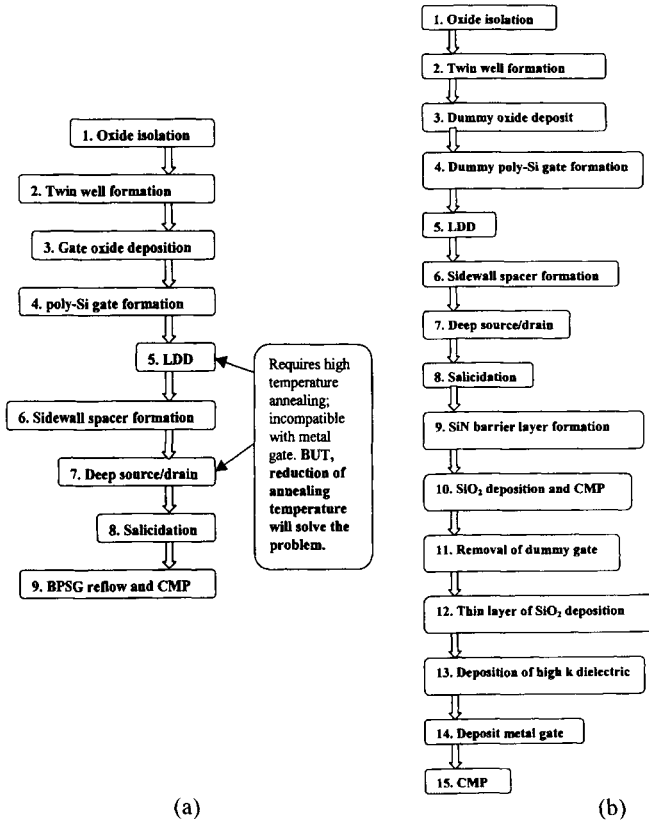 1. Oxide isolation
2. Twin well formation
3. Gate oxide deposition
4. poly-Si gate formation
5. LDD
6. Sidewall spacer formation
7. Deep source/drain
8. Salicidation
9. BPSG reflow and CMP
Requires high
temperature
annealing;
incompatible
with metal
gate. BUT,
reduction of
annealing
temperature
will solve the
problem.
(a)
1. Oxide isolation
2. Twin well formation
3. Dummy oxide deposit
4. Dummy poly-Si gate formation
5. LDD
6. Sidewall spacer formation
7. Deep source/drain
8. Salicidation
9. SiN barrier layer formation
10. SiO₂ deposition and CMP
11. Removal of dummy gate
12. Thin layer of SiO₂ deposition
13. Deposition of high k dielectric
14. Deposit metal gate
15. CMP
(b)